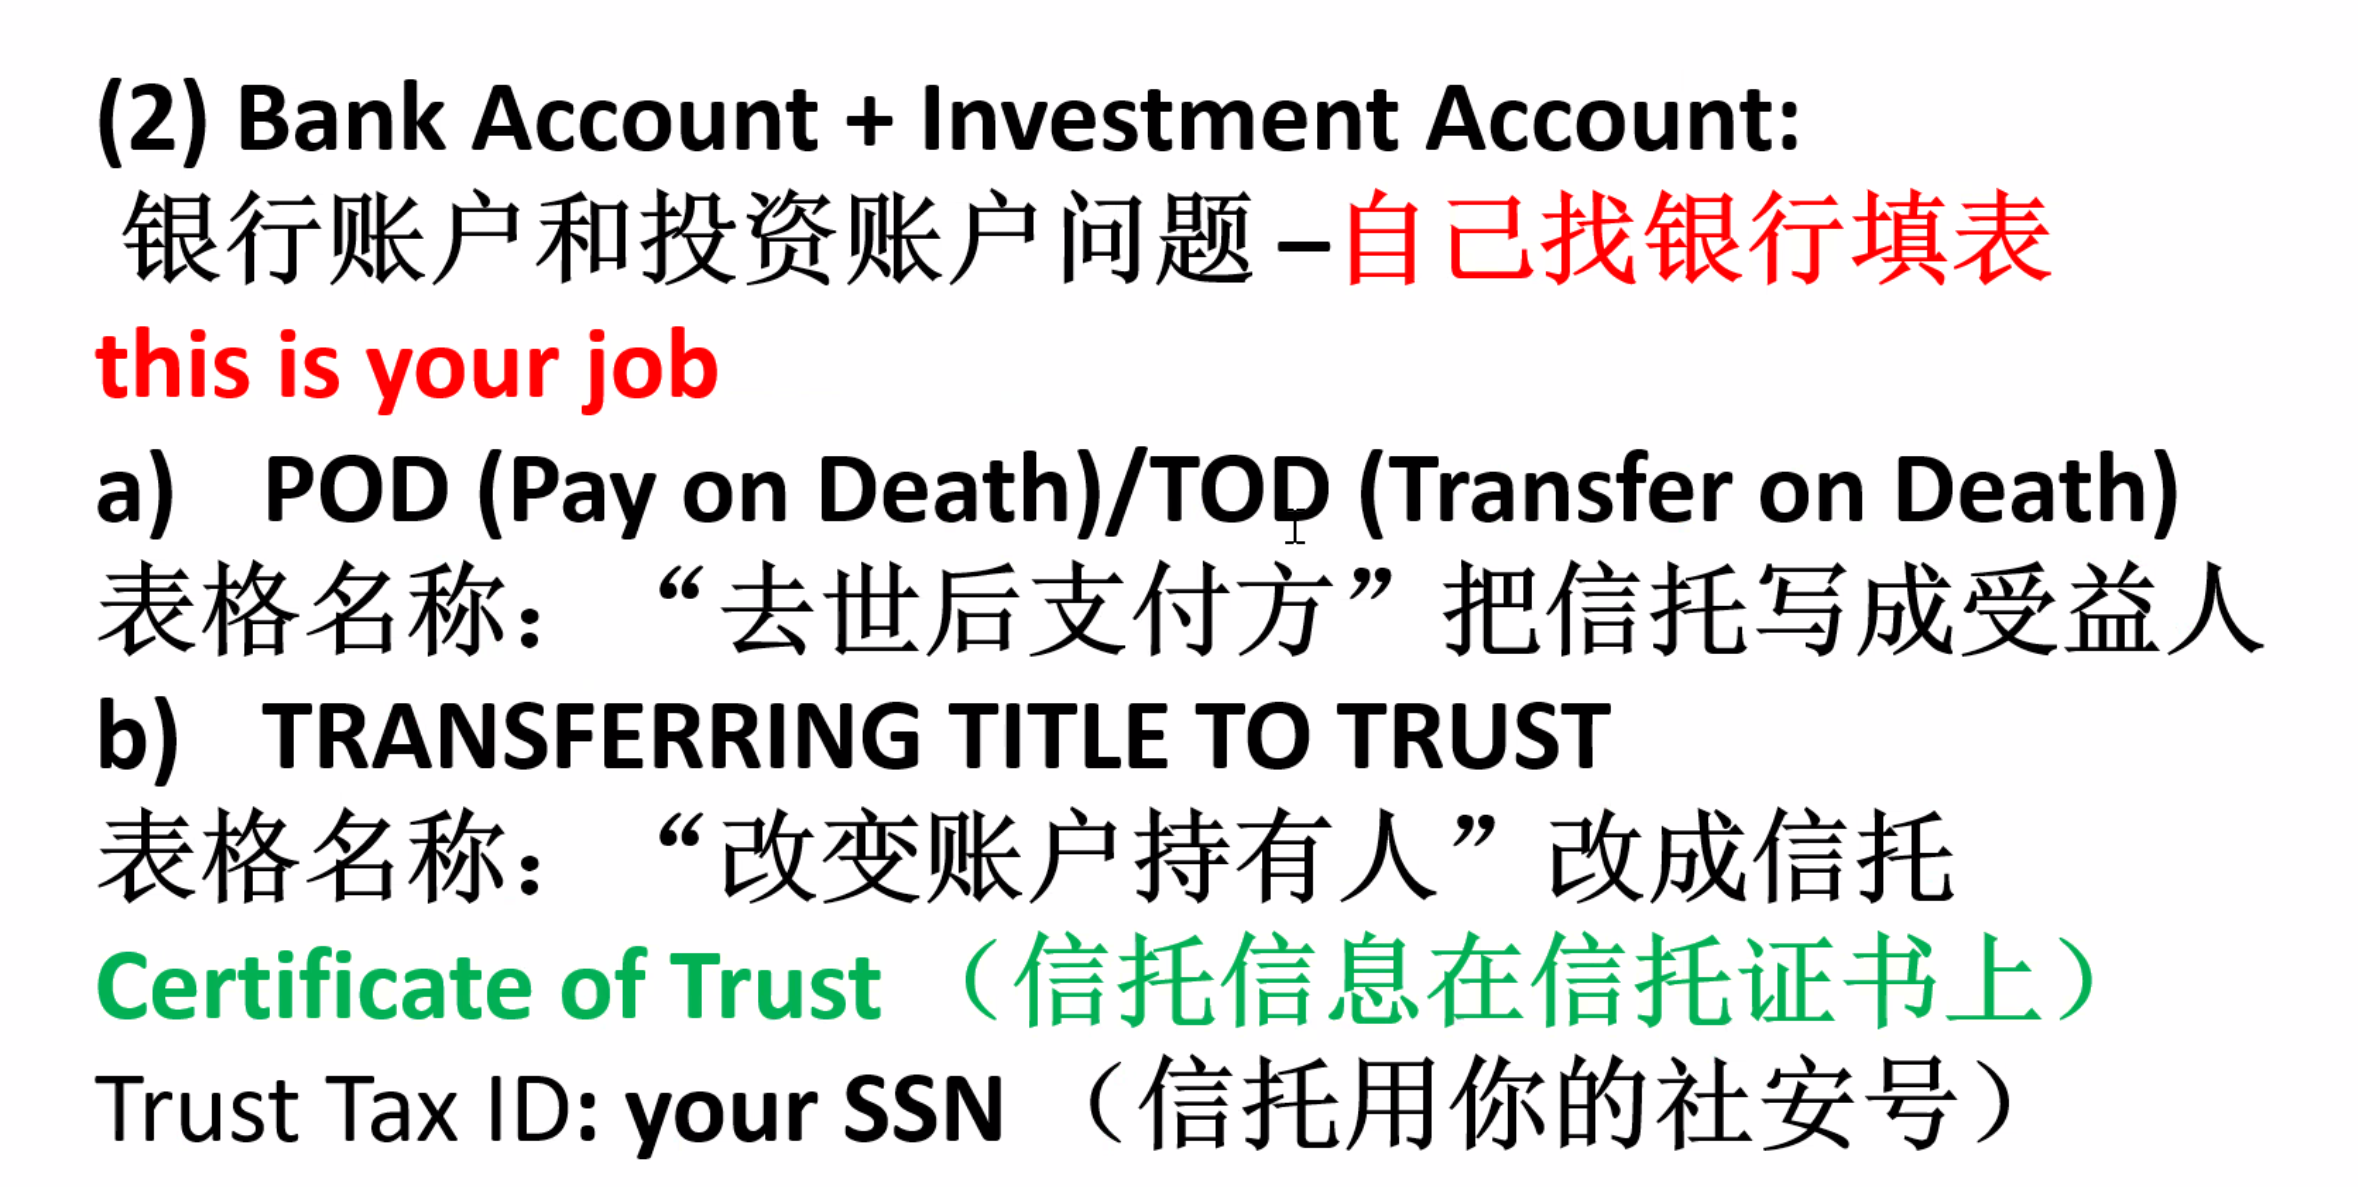 (2) Bank Account + Investment Account:
银行账户和投资账户问题 –自己找银行填表
this is your job
a) POD (Pay on Death)/TOD (Transfer on Death)
表格名称： “去世后支付方”把信托写成受益人
b) TRANSFERRING TITLE TO TRUST
表格名称： “改变账户持有人”改成信托
Certificate of Trust （信托信息在信托证书上）
Trust Tax ID: your SSN （信托用你的社安号）